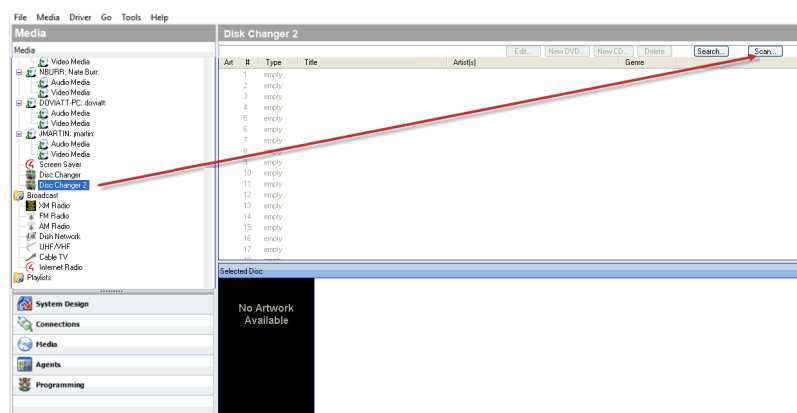 File Media Driver Go Tools Help
Media
Disk Changer 2
Media
Edit... New DVD... New CD... Delete Search... Scan...
Art # Type Title Artist(s) Genre
Video Media
NBURR: Nate Burr:
Audio Media
Video Media
DOVIATT-PC: doviatt:
Audio Media
Video Media
JMARTIN: jmartin:
Audio Media
Video Media
Screen Saver
Disc Changer
Disc Changer 2
Broadcast
XM Radio
FM Radio
AM Radio
Dish Network
UHF/VHF
Cable TV
Internet Radio
Playlists
1 empty
2 empty
3 empty
4 empty
5 empty
6 empty
7 empty
8 empty
9 empty
10 empty
11 empty
12 empty
13 empty
14 empty
15 empty
16 empty
17 empty
Selected Disc
No Artwork
Available
System Design
Connections
Media
Agents
Programming